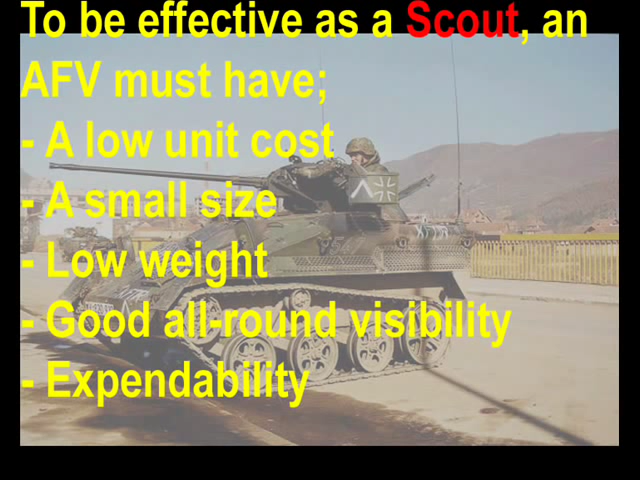 To be effective as a Scout, an
AFV must have;
- A low unit cost
- A small size
- Low weight
- Good all-round visibility
- Expendability